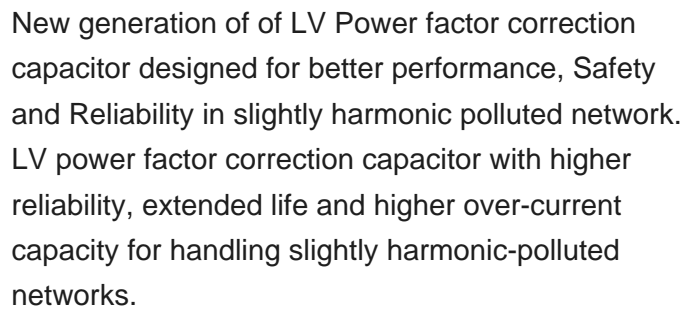 New generation of of LV Power factor correction
capacitor designed for better performance, Safety
and Reliability in slightly harmonic polluted network.
LV power factor correction capacitor with higher
reliability, extended life and higher over-current
capacity for handling slightly harmonic-polluted
networks.